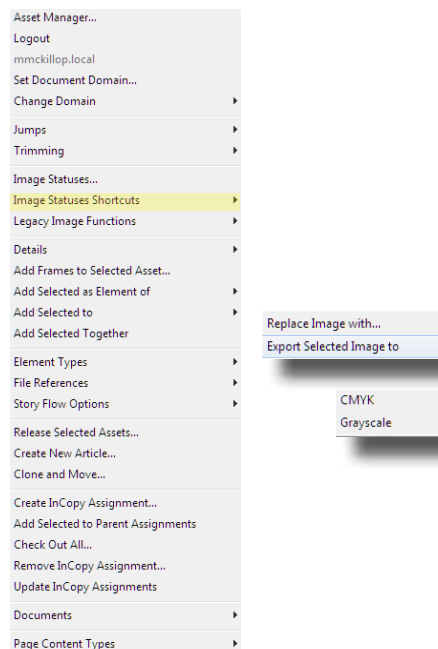 Asset Manager...
Logout
mmckillop.local
Set Document Domain...
Change Domain
Jumps
Trimming
Image Statuses...
Image Statuses Shortcuts
Legacy Image Functions
Details
Add Frames to Selected Asset...
Add Selected as Element of
Add Selected to
Add Selected Together
Element Types
File References
Story Flow Options
Release Selected Assets...
Create New Article...
Clone and Move...
Create InCopy Assignment...
Add Selected to Parent Assignments
Check Out All...
Remove InCopy Assignment...
Update InCopy Assignments
Documents
Page Content Types
Replace Image with...
Export Selected Image to
CMYK
Grayscale